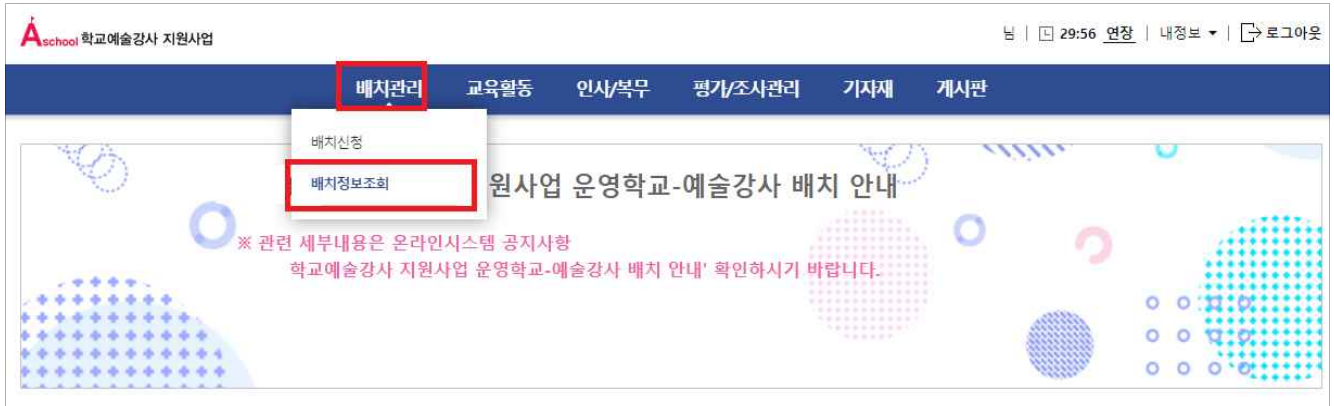 Aschool 학교예술강사 지원사업
님 | 29:56 연장 | 내정보 ▼ | 로그아웃
배치관리 교육활동 인사/복무 평가/조사관리 기자재 게시판
배치신청
배치정보조회
원사업 운영학교-예술강사 배치 안내
※ 관련 세부내용은 온라인시스템 공지사항
학교예술강사 지원사업 운영학교-예술강사 배치 안내' 확인하시기 바랍니다.